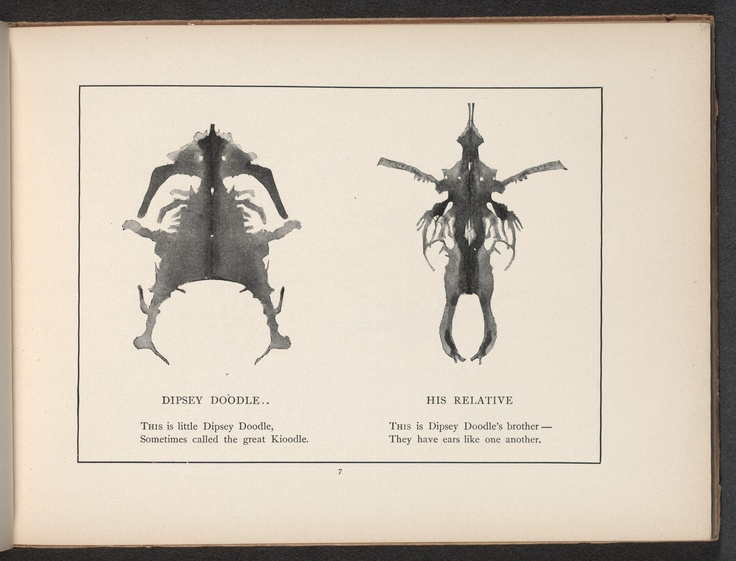 DIPSEY DOODLE..
THIS is little Dipsey Doodle,
Sometimes called the great Kioodle.
HIS RELATIVE
THIS is Dipsey Doodle's brother—
They have ears like one another.
7